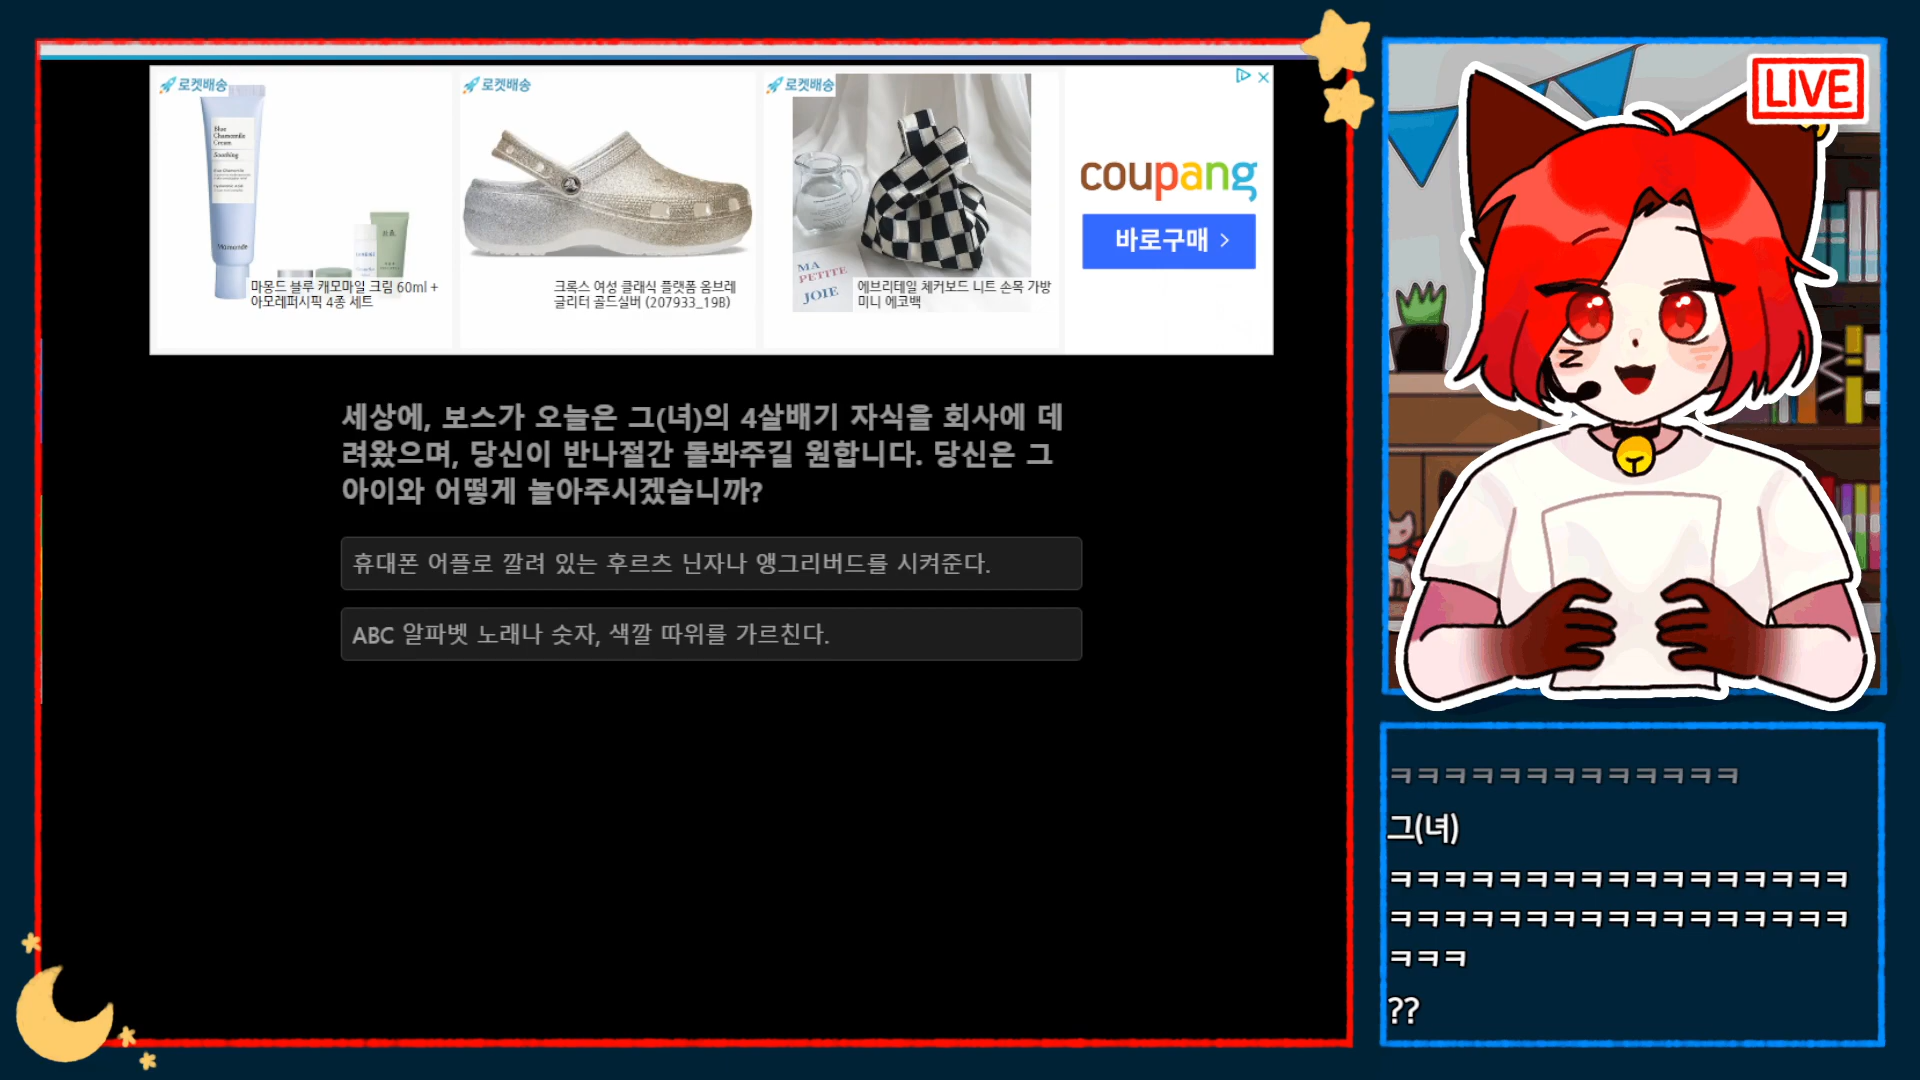 로켓배송
로켓배송
로켓배송
Blue
Chamomile
Cream
Soothing
Mamonde
마몽드 블루 캐모마일 크림 60ml +
아모레퍼시픽 4종 세트
크록스 여성 클래식 플랫폼 옴브레
글리터 골드실버 (207933_19B)
MA
PETITE
JOIE
에브리테일 체커보드 니트 손목 가방
미니 에코백
coupang
바로구매 >
세상에, 보스가 오늘은 그(녀)의 4살배기 자식을 회사에 데
려왔으며, 당신이 반나절간 돌봐주길 원합니다. 당신은 그
아이와 어떻게 놀아주시겠습니까?
휴대폰 어플로 깔려 있는 후르츠 닌자나 앵그리버드를 시켜준다.
ABC 알파벳 노래나 숫자, 색깔 따위를 가르친다.
LIVE
ㅋㅋㅋㅋㅋㅋㅋㅋㅋㅋㅋㅋㅋ
그(녀)
ㅋㅋㅋㅋㅋㅋㅋㅋㅋㅋㅋㅋㅋㅋㅋㅋㅋ
ㅋㅋㅋㅋㅋㅋㅋㅋㅋㅋㅋㅋㅋㅋㅋㅋㅋ
ㅋㅋㅋ
??